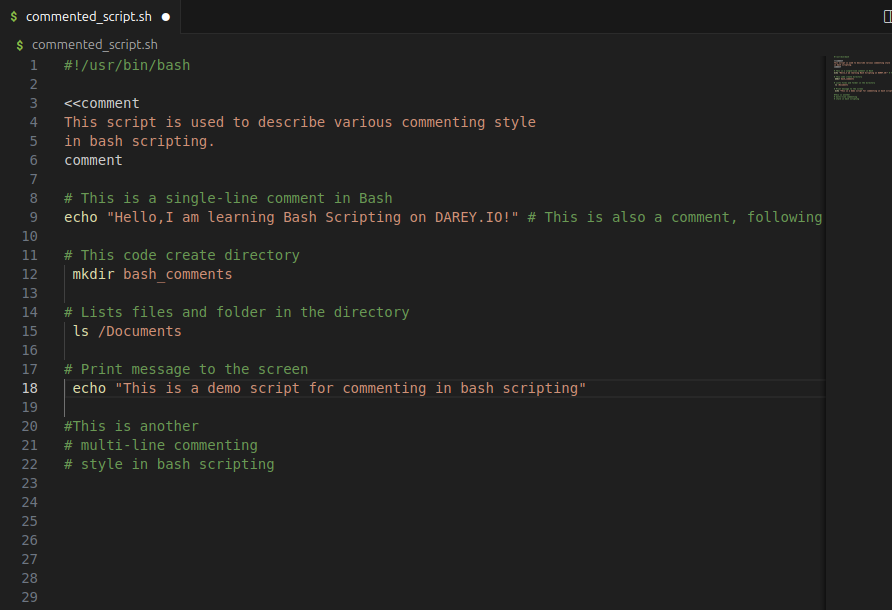 $ commented_script.sh ●
$ commented_script.sh
1 #!/usr/bin/bash
2
3 <<comment
4 This script is used to describe various commenting style
5 in bash scripting.
6 comment
7
8 # This is a single-line comment in Bash
9 echo "Hello,I am learning Bash Scripting on DAREY.IO!" # This is also a comment, following
10
11 # This code create directory
12 mkdir bash_comments
13
14 # Lists files and folder in the directory
15 ls /Documents
16
17 # Print message to the screen
18 echo "This is a demo script for commenting in bash scripting"
19
20 #This is another
21 # multi-line commenting
22 # style in bash scripting
23
24
25
26
27
28
29